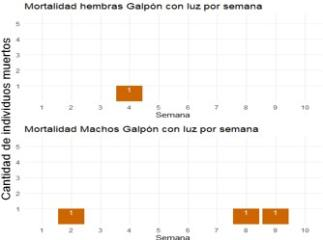 Mortalidad hembras Galpón con luz por semana
5
4
3
2
1
1
1 2 3 4 5 6 7 8 9 10
Semana
Cantidad de individuos muertos
Mortalidad Machos Galpón con luz por semana
5
4
3
2
1
1 1 1
1 2 3 4 5 6 7 8 9 10
Semana